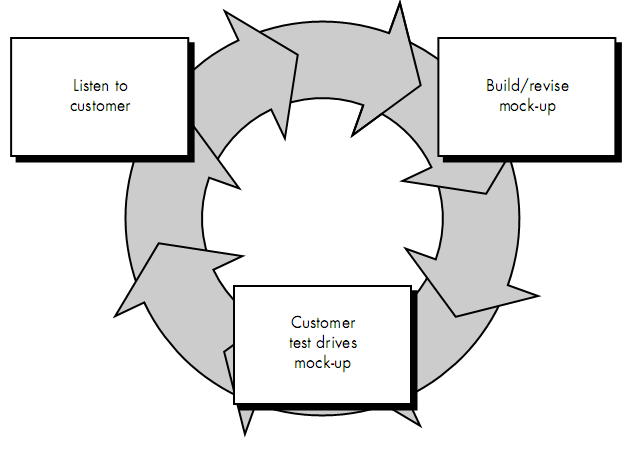 Listen to
customer
Build/revise
mock-up
Customer
test drives
mock-up